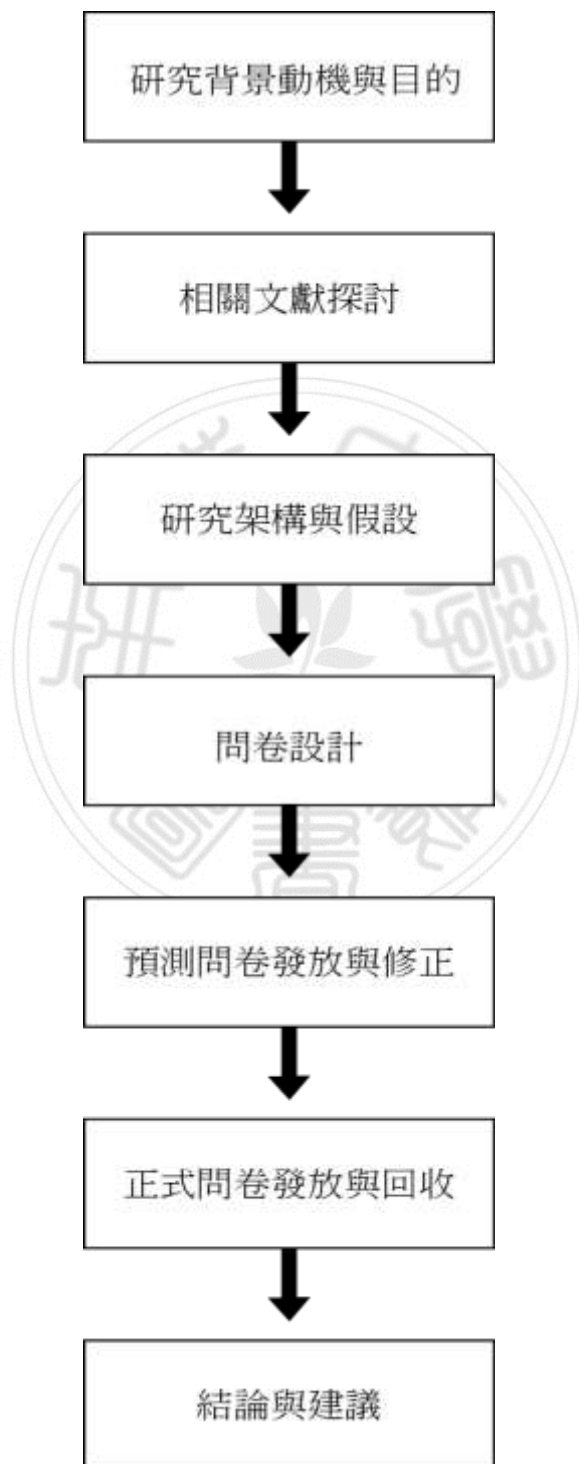 研究背景動機與目的
相關文獻探討
研究架構與假設
問卷設計
預測問卷發放與修正
正式問卷發放與回收
結論與建議